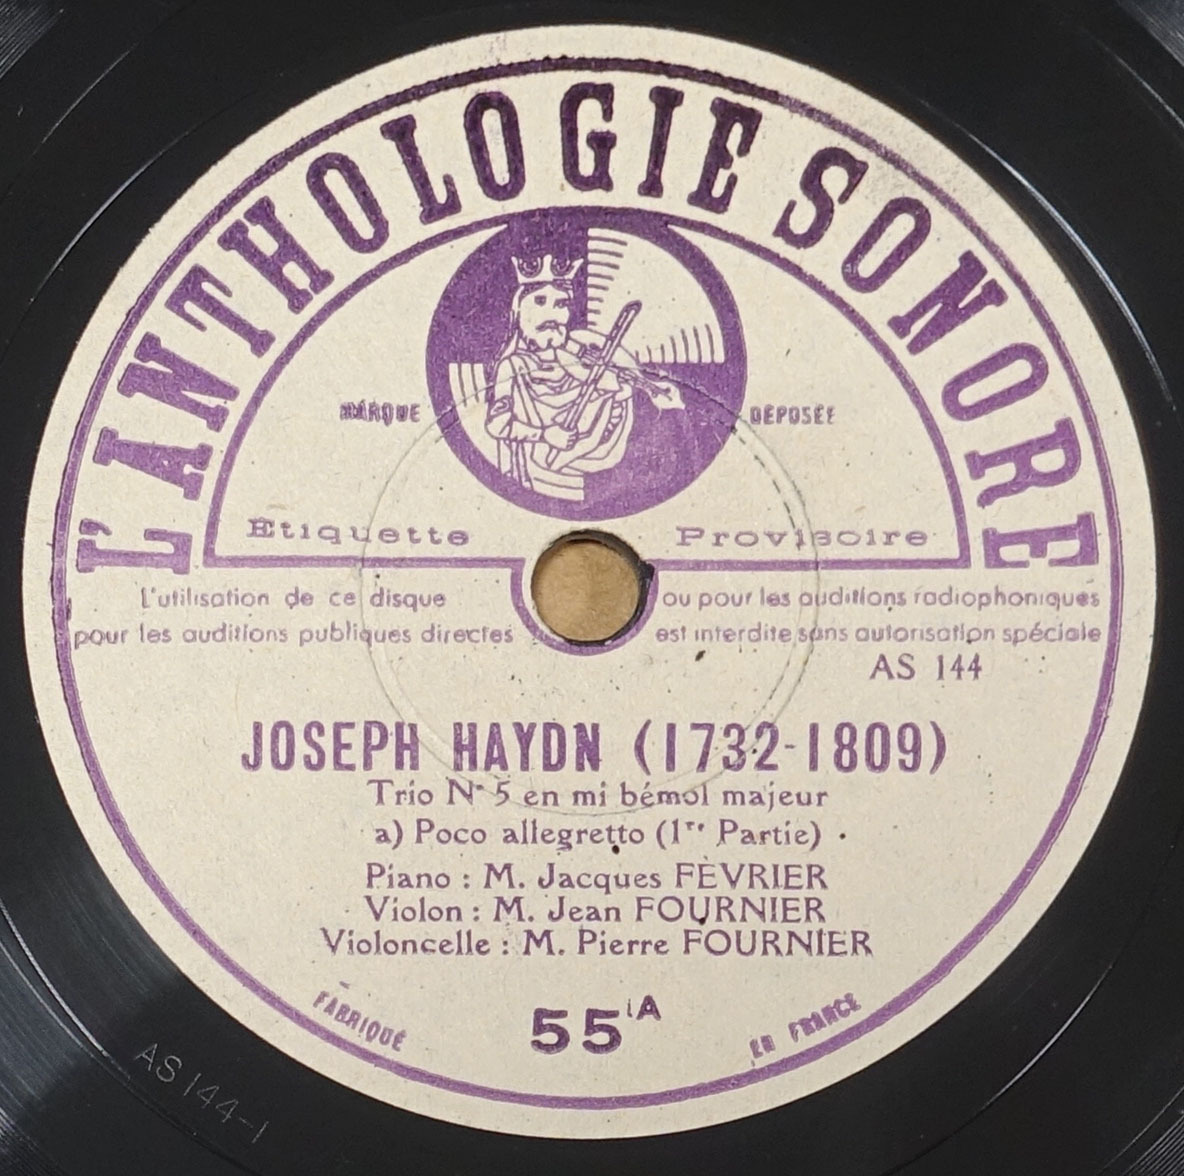 L'ANTHOLOGIE SONORE
MARQUE DÉPOSÉE
Etiquette Provisoire
L'utilisation de ce disque ou pour les auditions radiophoniques
pour les auditions publiques directes est interdite sans autorisation spéciale
AS 144
JOSEPH HAYDN (1732-1809)
Trio N° 5 en mi bémol majeur
a) Poco allegretto (1re Partie)
Piano : M. Jacques FÉVRIER
Violon : M. Jean FOURNIER
Violoncelle : M. Pierre FOURNIER
55 A
FABRIQUÉ EN FRANCE
AS 144-1